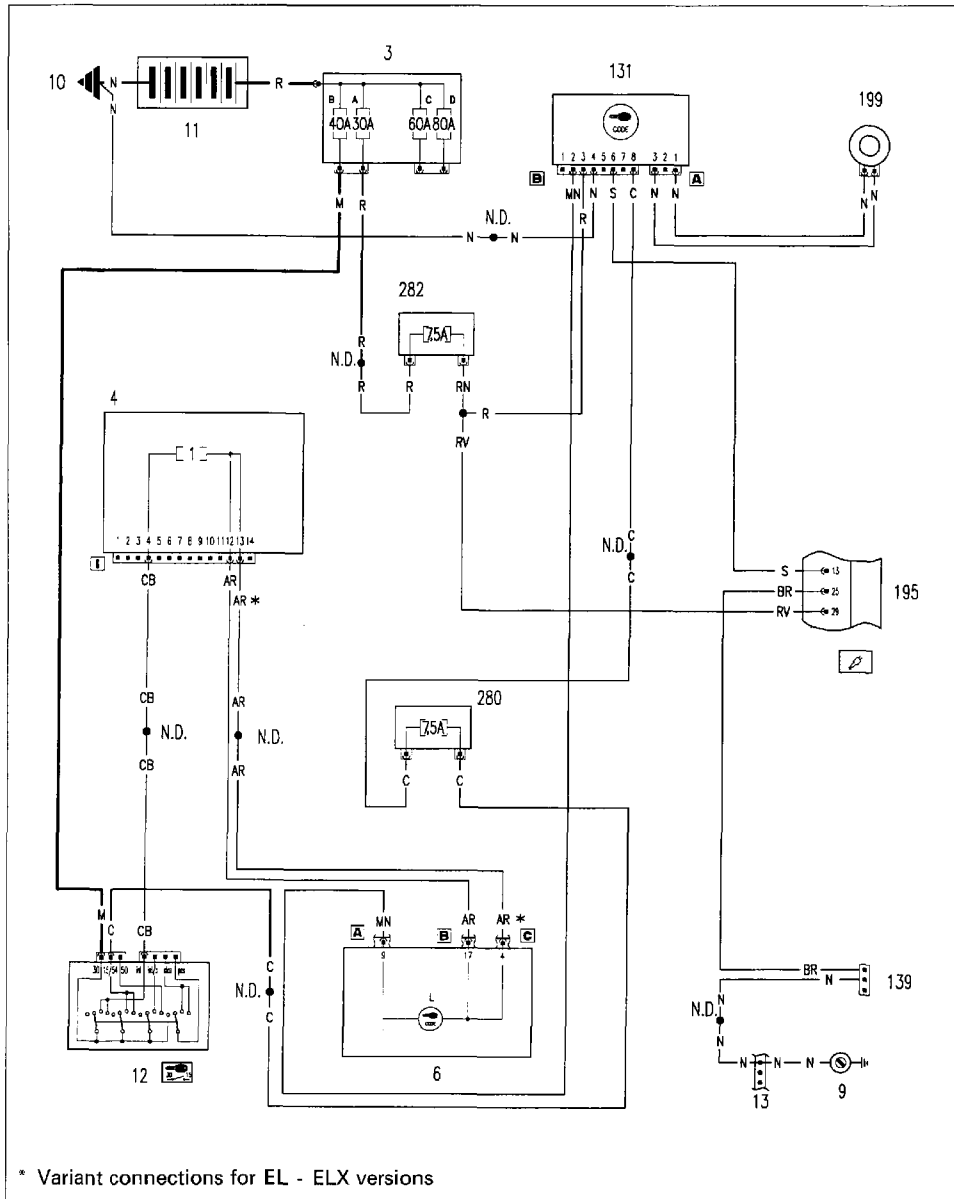 3
131
199
10
N
N
11
R
B
A
C
D
40A
30A
60A
80A
CODE
1 2 3 4 5 6 7 8
3 2 1
B
A
MN
R
N
S
C
N
N
N
N
M
R
N
N.D.
N
282
7.5A
N.D.
R
R
R
RN
R
RV
4
1
1 2 3 4 5 6 7 8 9 10 11 12 13 14
CB
AR
AR *
C
N.D.
C
S
BR
RV
13
25
29
195
280
7.5A
C
C
CB
N.D.
CB
AR
N.D.
AR
M
C
CB
30
15/54
50
12
C
N.D.
C
A
MN
9
B
AR
17
AR *
C
4
L
CODE
6
BR
N
139
N.D.
N
N
N
N
N
13
9
* Variant connections for EL - ELX versions